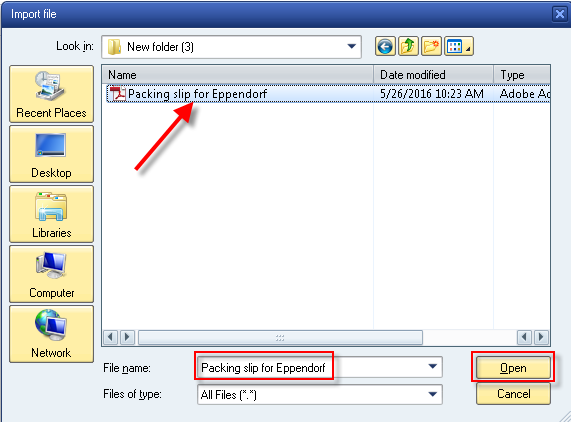 Import file
Look in: New folder (3)
Name Date modified Type
Packing slip for Eppendorf 5/26/2016 10:23 AM Adobe Ac
Recent Places
Desktop
Libraries
Computer
Network
File name: Packing slip for Eppendorf Open
Files of type: All Files (*.*) Cancel